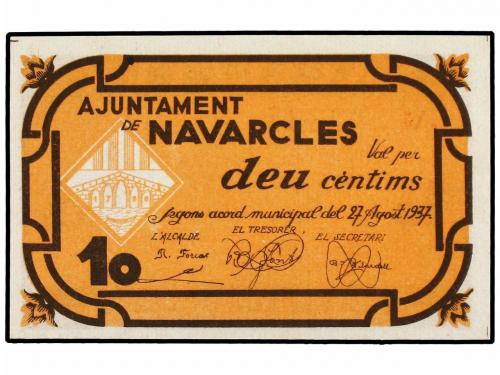 AJUNTAMENT
DE NAVARCLES
Val per
deu cèntims
Segons acord municipal del 27 Agost 1937.
L'ALCALDE EL TRESORER, EL SECRETARI
10